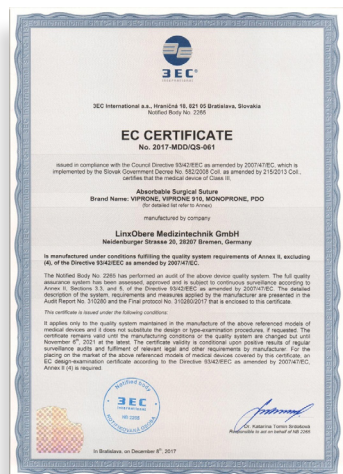 3EC®
INTERNATIONAL
3EC International a.s., Hraničná 18, 821 05 Bratislava, Slovakia
Notified Body No. 2265
EC CERTIFICATE
No. 2017-MDD/QS-061
issued in compliance with the Council Directive 93/42/EEC as amended by 2007/47/EC, which is
implemented by the Slovak Government Decree No. 582/2008 Coll. as amended by 215/2013 Coll.,
certifies that the medical device of Class III.
Absorbable Surgical Suture
Brand Name: VIPRONE, VIPRONE 910, MONOPRONE, PDO
(for detailed list refer to Annex)
manufactured by company
LinxObere Medizintechnik GmbH
Neidenburger Strasse 20, 28207 Bremen, Germany
is manufactured under conditions fulfilling the quality system requirements of Annex II, excluding
(4), of the Directive 93/42/EEC as amended by 2007/47/EC.
The Notified Body No. 2265 has performed an audit of the above device quality system. The full quality
assurance system has been assessed, approved and is subject to continuous surveillance according to
Annex II, Sections 3.3, and 5, of the Directive 93/42/EEC as amended by 2007/47/EC. The detailed
description of the system, requirements and measures applied by the manufacturer are presented in the
Audit Report No. 310260 and the Final protocol No. 310260/2017 that is enclosed to this certificate.
This certificate is issued under the following conditions:
It applies only to the quality system maintained in the manufacture of the above referenced models of
medical devices and it does not substitute the design or type-examination procedures, if requested. The
certificate remains valid until the manufacturing conditions or the quality system are changed but until
November 6th, 2021 at the latest. The certificate validity is conditional upon positive results of regular
surveillance audits and fulfilment of relevant legal and other requirements by manufacturer. For the
placing on the market of above referenced models of medical devices covered by this certificate, an
EC design-examination certificate according to the Directive 93/42/EEC as amended by 2007/47/EC,
Annex II (4) is required.
Notified Body
3EC
International
NB 2265
Dr. Katarína
Responsible to act on behalf of NB 2265
In Bratislava, on December 8th, 2017